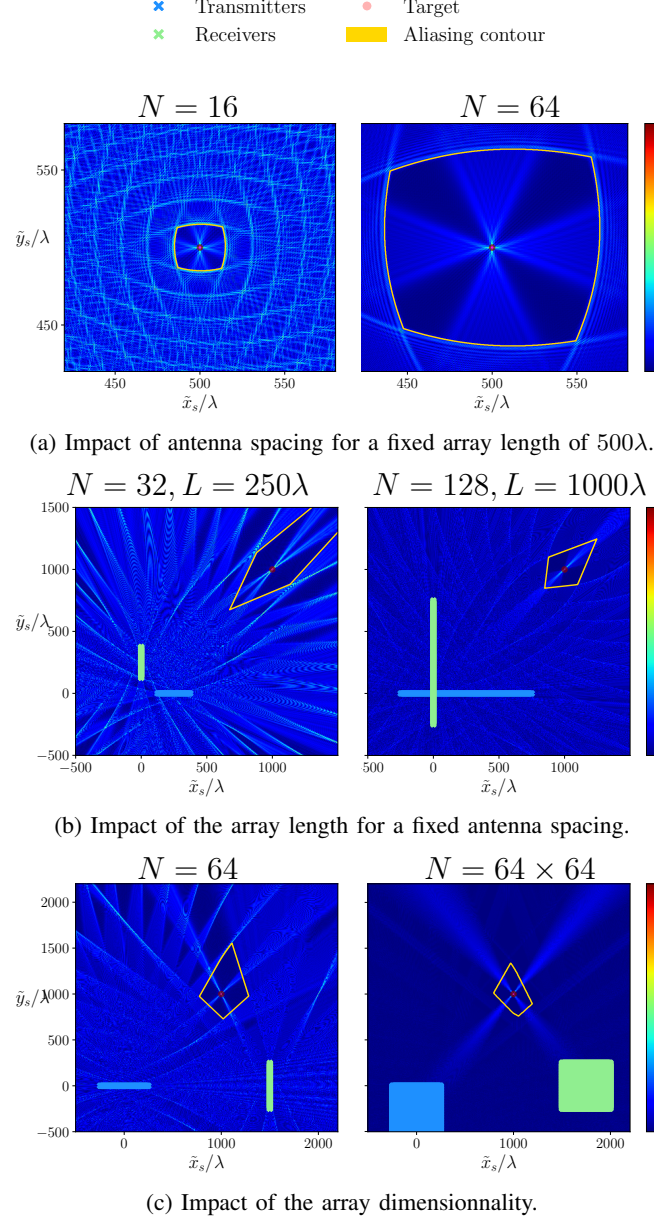 Transmitters Target
Receivers Aliasing contour
N = 16 N = 64
550
ỹₛ/λ
450
450 500 550 450 500 550
x̃ₛ/λ x̃ₛ/λ
(a) Impact of antenna spacing for a fixed array length of 500λ.
N = 32, L = 250λ N = 128, L = 1000λ
1500
1000
ỹₛ/λ
500
0
−500
−500 0 500 1000 500 0 500 1000
x̃ₛ/λ x̃ₛ/λ
(b) Impact of the array length for a fixed antenna spacing.
N = 64 N = 64 × 64
2000
1500
1000
ỹₛ/λ
500
0
−500
0 1000 2000 0 1000 2000
x̃ₛ/λ x̃ₛ/λ
(c) Impact of the array dimensionnality.